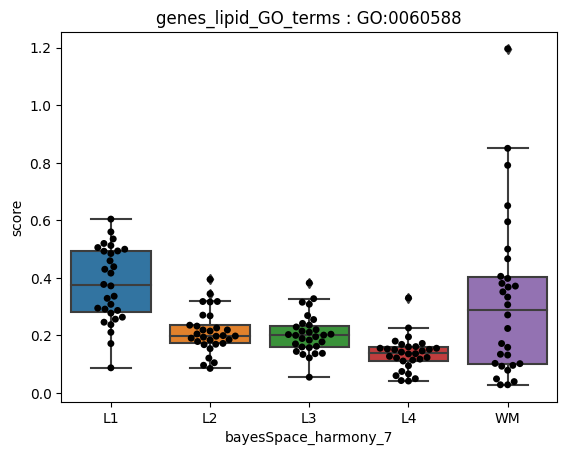 genes_lipid_GO_terms : GO:0060588
1.2
1.0
0.8
0.6
0.4
0.2
0.0
score
L1 L2 L3 L4 WM
bayesSpace_harmony_7